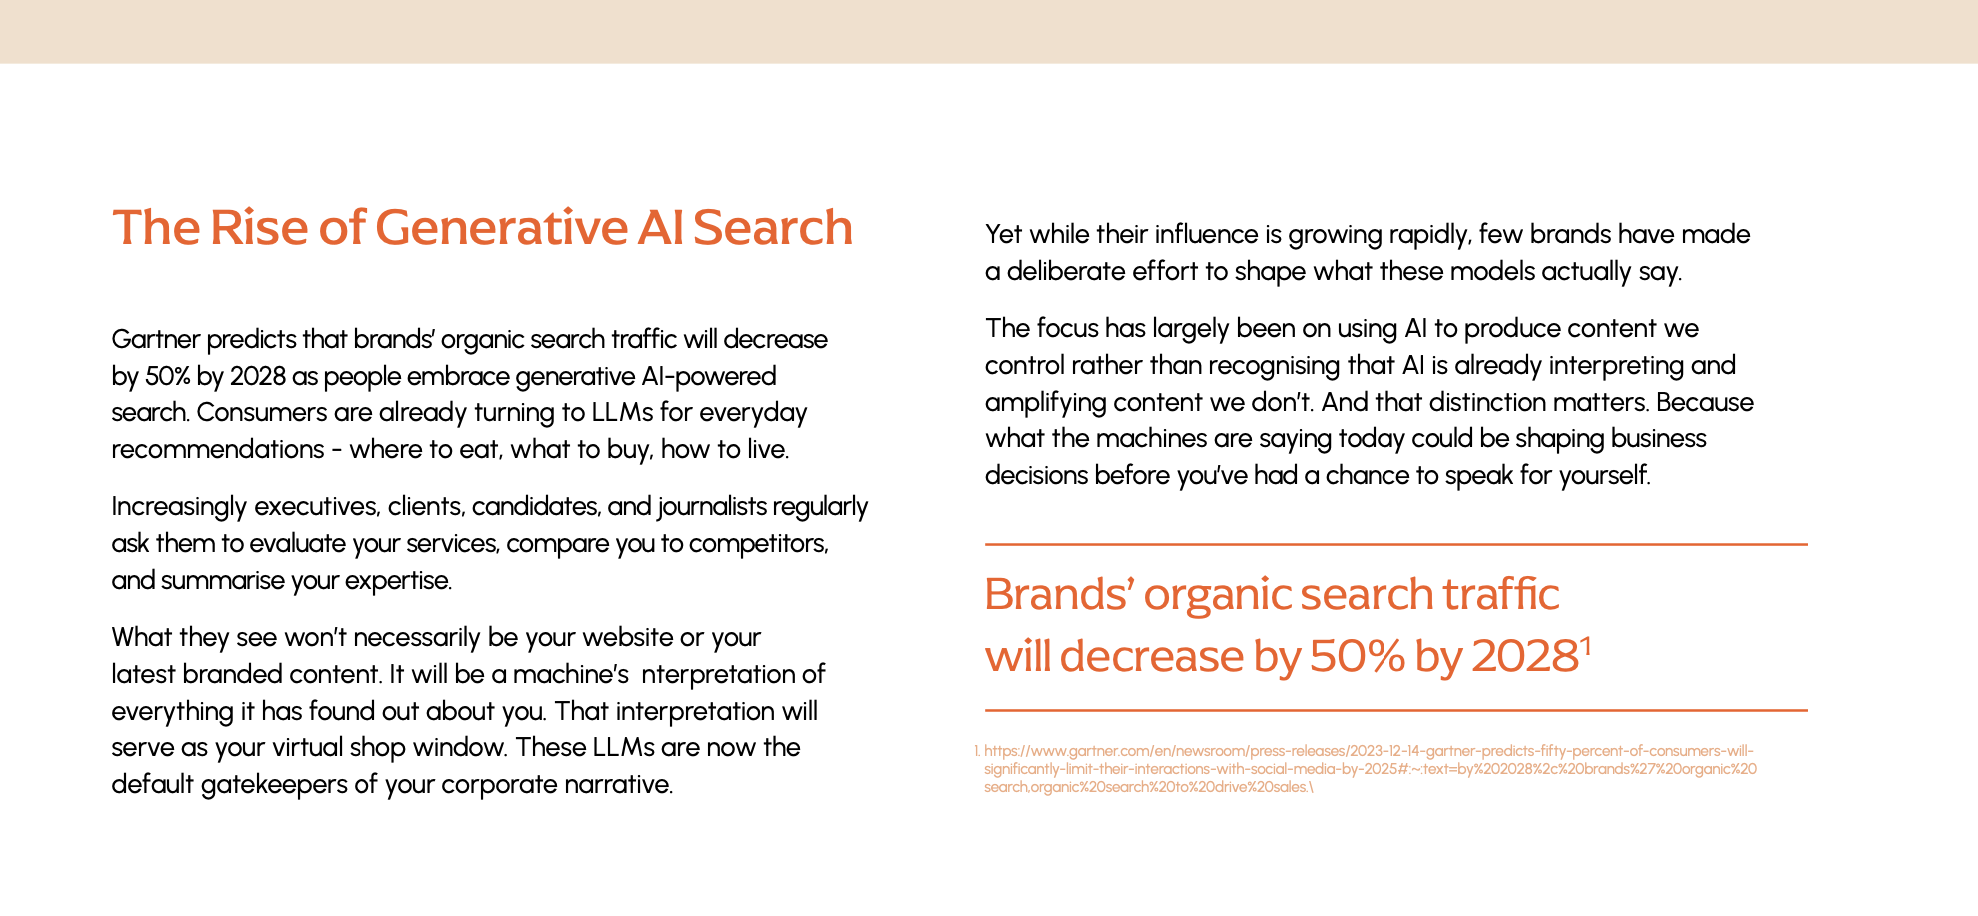 The Rise of Generative AI Search
Gartner predicts that brands’ organic search traffic will decrease
by 50% by 2028 as people embrace generative AI-powered
search. Consumers are already turning to LLMs for everyday
recommendations - where to eat, what to buy, how to live.
Increasingly executives, clients, candidates, and journalists regularly
ask them to evaluate your services, compare you to competitors,
and summarise your expertise.
What they see won’t necessarily be your website or your
latest branded content. It will be a machine’s  nterpretation of
everything it has found out about you. That interpretation will
serve as your virtual shop window. These LLMs are now the
default gatekeepers of your corporate narrative.
Yet while their influence is growing rapidly, few brands have made
a deliberate effort to shape what these models actually say.
The focus has largely been on using AI to produce content we
control rather than recognising that AI is already interpreting and
amplifying content we don’t. And that distinction matters. Because
what the machines are saying today could be shaping business
decisions before you’ve had a chance to speak for yourself.
Brands’ organic search traffic
will decrease by 50% by 2028¹
1. https://www.gartner.com/en/newsroom/press-releases/2023-12-14-gartner-predicts-fifty-percent-of-consumers-will-
significantly-limit-their-interactions-with-social-media-by-2025#:~:text=by%202028%2c%20brands%27%20organic%20
search,organic%20search%20to%20drive%20sales.\